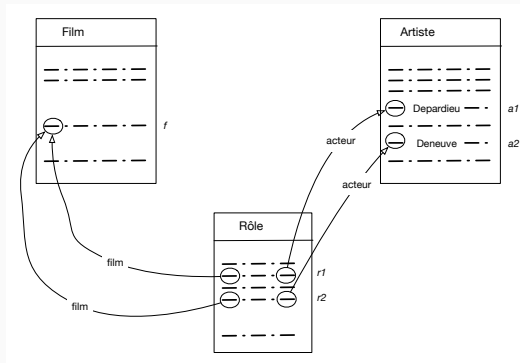 Film
Artiste
Depardieu
a1
f
acteur
Deneuve
a2
acteur
Rôle
film
r1
r2
film